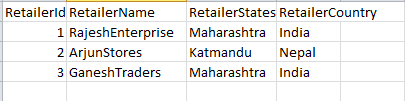 RetailerId RetailerName RetailerStates RetailerCountry
1 RajeshEnterprise Maharashtra India
2 ArjunStores Katmandu Nepal
3 GaneshTraders Maharashtra India